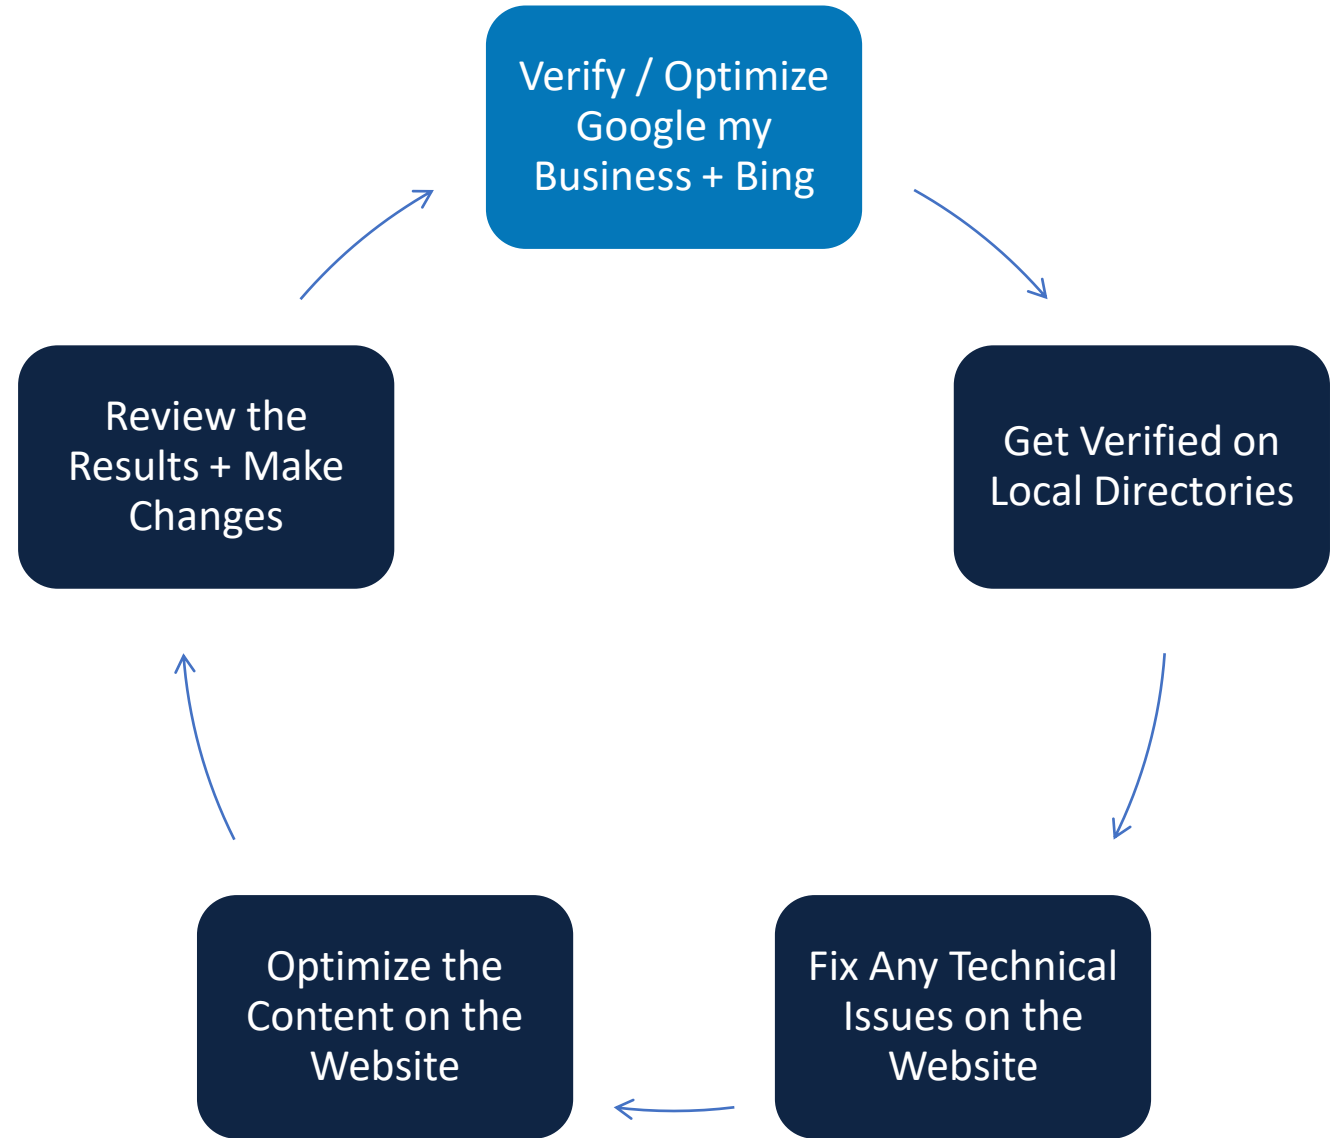 Verify / Optimize
Google my
Business + Bing
Get Verified on
Local Directories
Fix Any Technical
Issues on the
Website
Optimize the
Content on the
Website
Review the
Results + Make
Changes